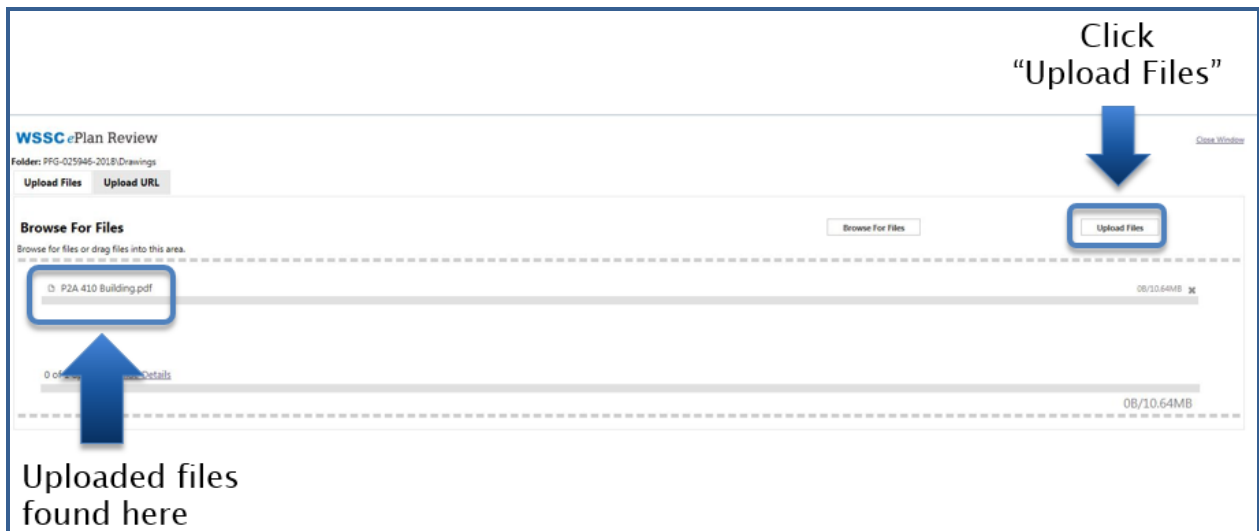 Click
“Upload Files”
WSSC ePlan Review
Close Window
Folder: PFG-025946-2018\Drawings
Upload Files Upload URL
Browse For Files
Browse For Files
Upload Files
Browse for files or drag files into this area.
P2A 410 Building.pdf
0B/10.64MB
0 of Details
0B/10.64MB
Uploaded files
found here